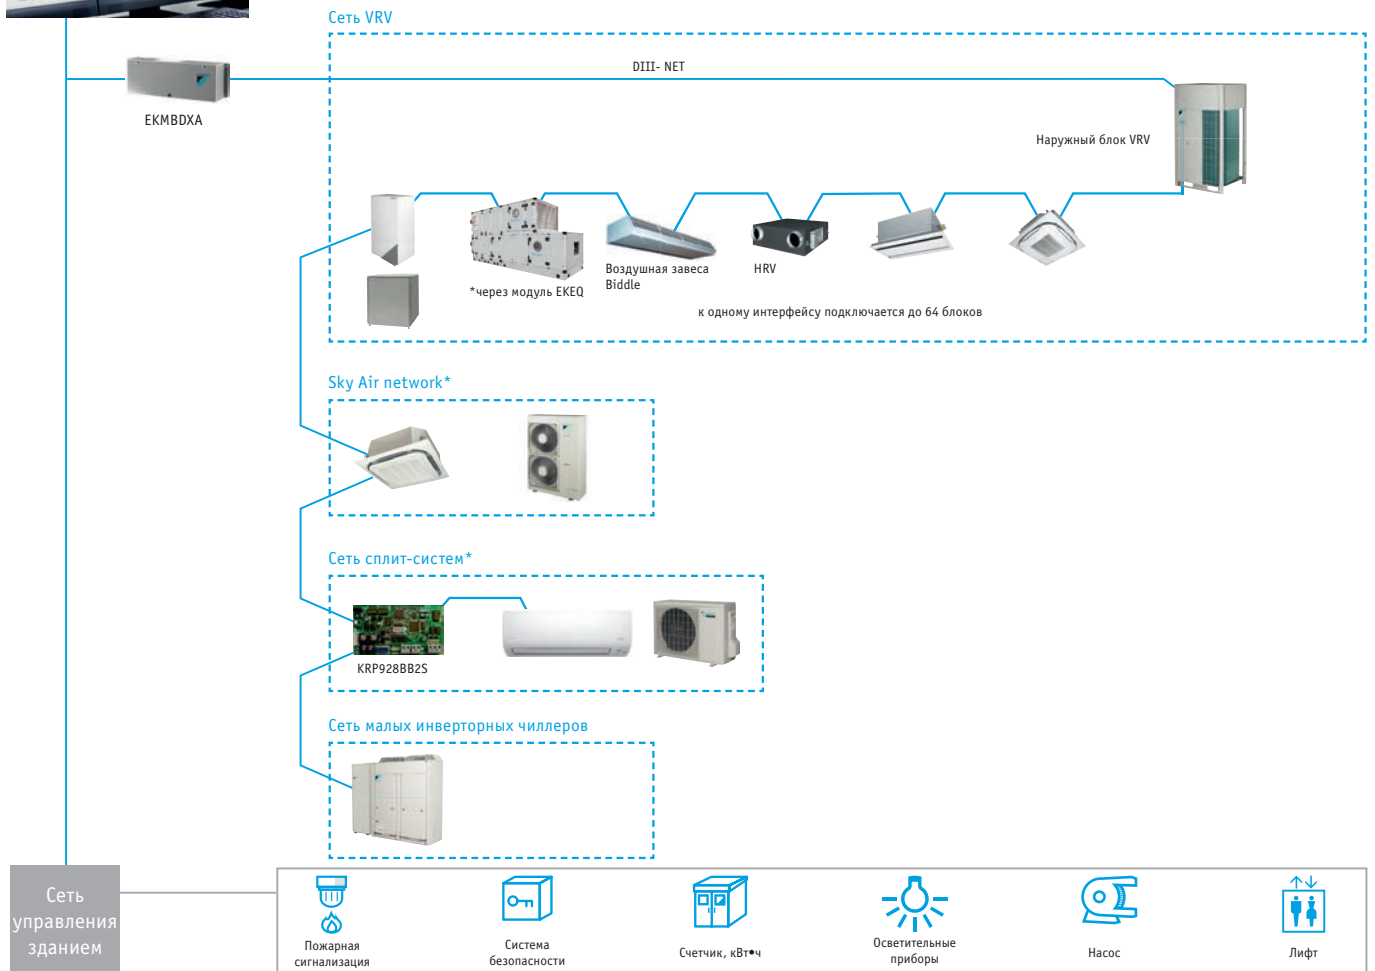 Сеть VRV
DIII- NET
EKMBDXA
Наружный блок VRV
*через модуль EKEQ
Воздушная завеса
Biddle
HRV
к одному интерфейсу подключается до 64 блоков
Sky Air network*
Сеть сплит-систем*
KRP928BB2S
Сеть малых инверторных чиллеров
Сеть
управления
зданием
Пожарная
сигнализация
Система
безопасности
Счетчик, кВт•ч
Осветительные
приборы
Насос
Лифт